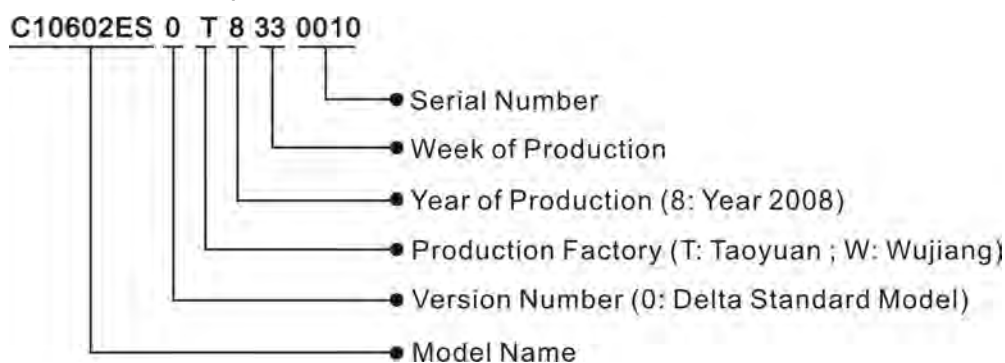 C10602ES 0 T 8 33 0010
Serial Number
Week of Production
Year of Production (8: Year 2008)
Production Factory (T: Taoyuan ; W: Wujiang)
Version Number (0: Delta Standard Model)
Model Name